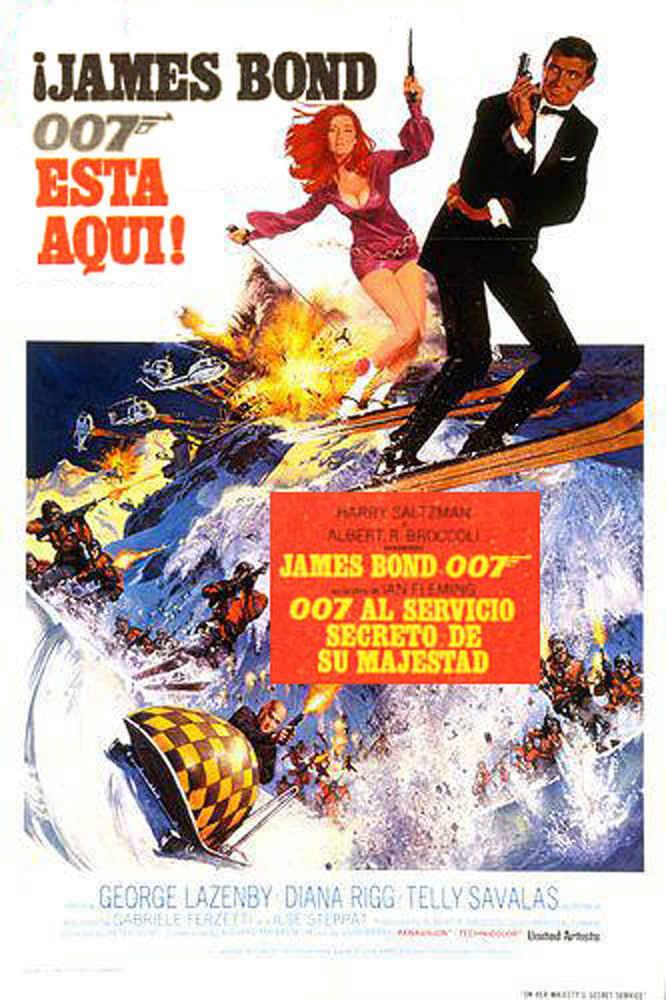 ¡JAMES BOND
007
ESTA
AQUI!
HARRY SALTZMAN
ALBERT R. BROCCOLI
JAMES BOND 007
IAN FLEMING
007 AL SERVICIO
SECRETO DE
SU MAJESTAD
GEORGE LAZENBY · DIANA RIGG · TELLY SAVALAS
GABRIELE FERZETTI ILSE STEPPAT
PANAVISION TECHNICOLOR United Artists
"ON HER MAJESTY'S SECRET SERVICE"